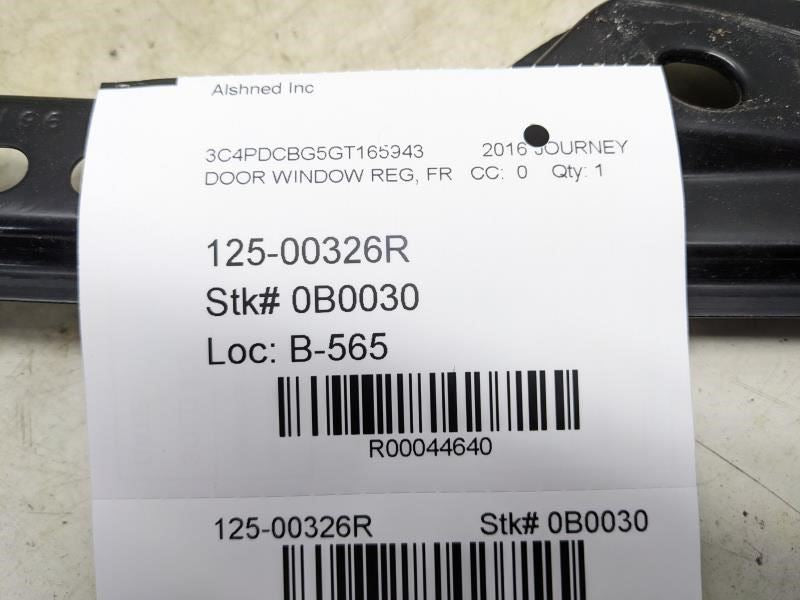 Alshned Inc
3C4PDCBG5GT165943 2016 JOURNEY
DOOR WINDOW REG, FR CC: 0 Qty: 1
125-00326R
Stk# 0B0030
Loc: B-565
R00044640
125-00326R Stk# 0B0030